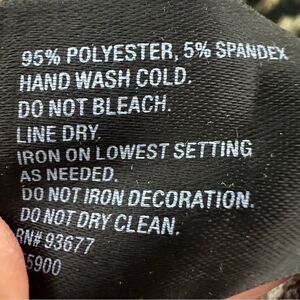 95% POLYESTER, 5% SPANDEX
HAND WASH COLD.
DO NOT BLEACH.
LINE DRY.
IRON ON LOWEST SETTING
AS NEEDED.
DO NOT IRON DECORATION.
DO NOT DRY CLEAN.
RN# 93677
5900